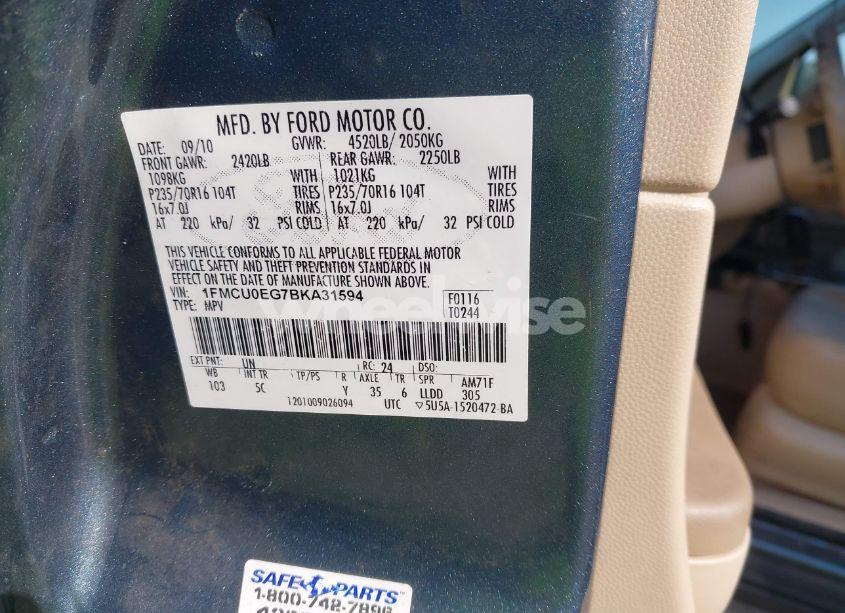 MFD. BY FORD MOTOR CO.
DATE: 09/10 GVWR: 4520LB/ 2050KG
FRONT GAWR: 2420LB REAR GAWR: 2250LB
1098KG WITH 1021KG WITH
P235/70R16 104T TIRES P235/70R16 104T TIRES
16x7.0J RIMS 16x7.0J RIMS
AT 220 kPa/ 32 PSI COLD AT 220 kPa/ 32 PSI COLD
THIS VEHICLE CONFORMS TO ALL APPLICABLE FEDERAL MOTOR
VEHICLE SAFETY AND THEFT PREVENTION STANDARDS IN
EFFECT ON THE DATE OF MANUFACTURE SHOWN ABOVE.
VIN: 1FMCU0EG7BKA31594 F0116
TYPE: MPV T0244
wheelwise
EXT PNT: UN RC: 24 DSO:
WB INT TR TP/PS R AXLE TR SPR AM71F
103 5C Y 35 6 LLDD 305
1201009026094 UTC ▽5U5A-1520472-BA
SAFE PARTS
1-800-742-7896